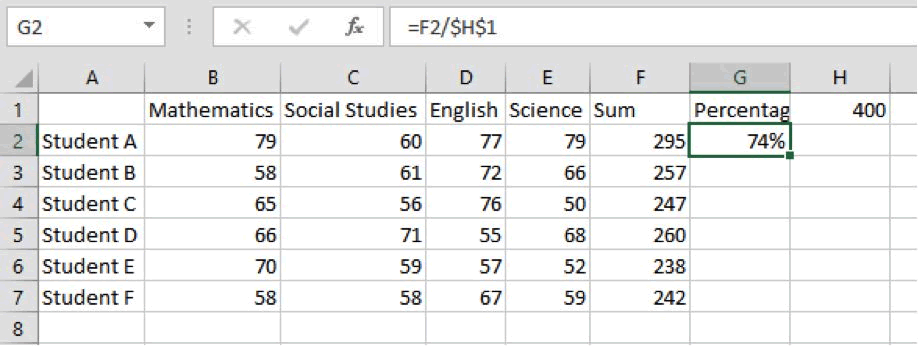 G2 fx =F2/$H$1
A B C D E F G H
1 Mathematics Social Studies English Science Sum Percentag 400
2 Student A 79 60 77 79 295 74%
3 Student B 58 61 72 66 257
4 Student C 65 56 76 50 247
5 Student D 66 71 55 68 260
6 Student E 70 59 57 52 238
7 Student F 58 58 67 59 242
8